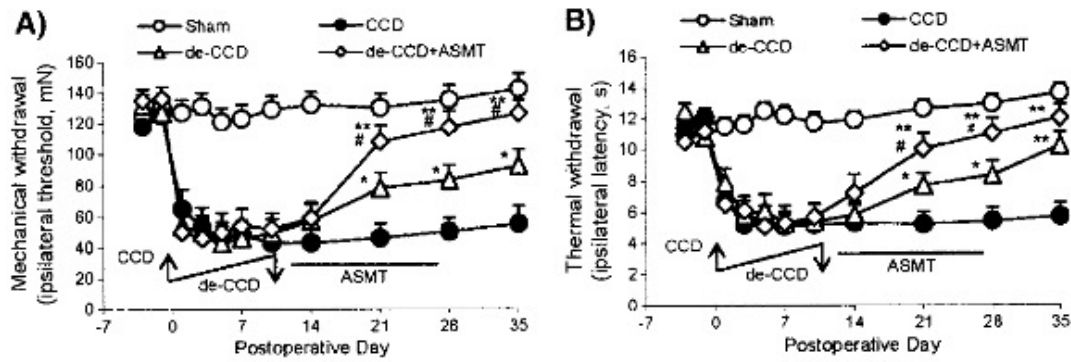 A)
Sham
CCD
de-CCD
de-CCD+ASMT
Mechanical withdrawal
(ipsilateral threshold, mN)
160
140
120
100
80
60
40
20
0
**
#
**
#
**
#
*
*
*
CCD
de-CCD
ASMT
-7
0
7
14
21
28
35
Postoperative Day
B)
Sham
CCD
de-CCD
de-CCD+ASMT
Thermal withdrawal
(ipsilateral latency, s)
16
14
12
10
8
6
4
2
0
**
#
**
#
**
*
*
**
CCD
de-CCD
ASMT
-7
0
7
14
21
28
35
Postoperative Day